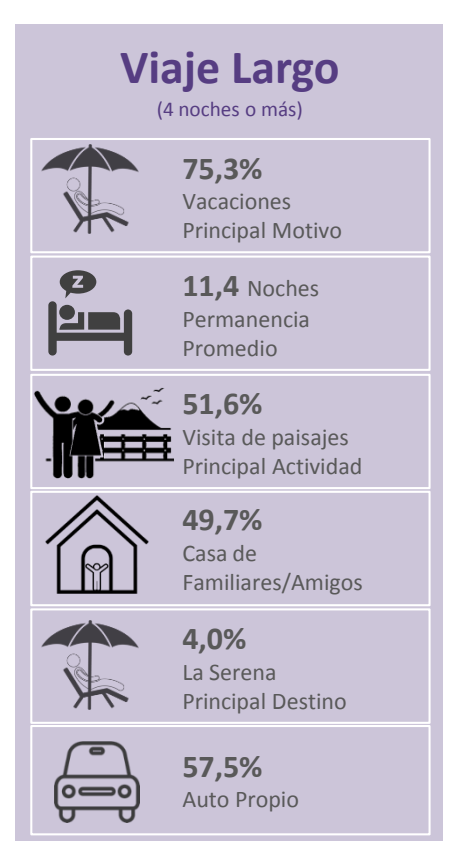 Viaje Largo
(4 noches o más)
75,3%
Vacaciones
Principal Motivo
Z
11,4 Noches
Permanencia
Promedio
51,6%
Visita de paisajes
Principal Actividad
49,7%
Casa de
Familiares/Amigos
4,0%
La Serena
Principal Destino
57,5%
Auto Propio